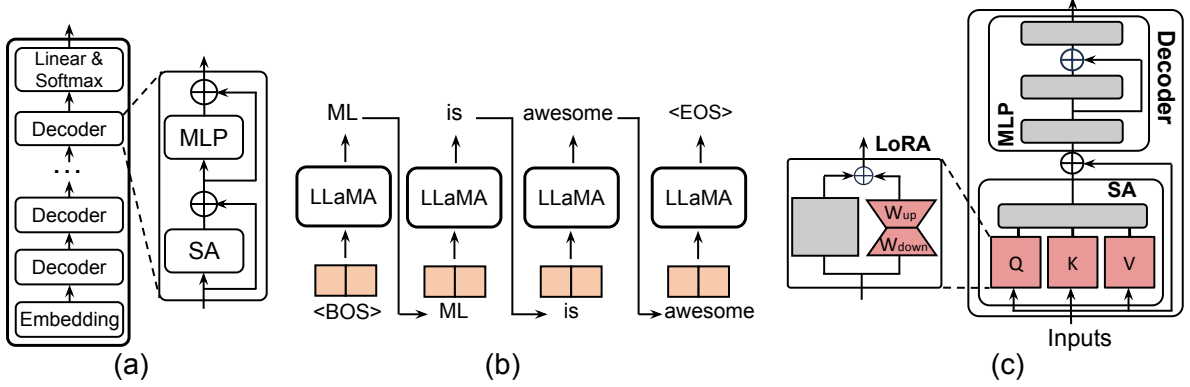 Linear &
Softmax
Decoder
...
Decoder
Decoder
Embedding
MLP
SA
(a)
ML
is
awesome
<EOS>
LLaMA
LLaMA
LLaMA
LLaMA
<BOS>
ML
is
awesome
(b)
LoRA
Wup
Wdown
Decoder
MLP
SA
Q
K
V
Inputs
(c)